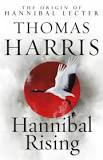 THE ORIGIN OF HANNIBAL LECTER
THOMAS
HARRIS
Hannibal
Rising